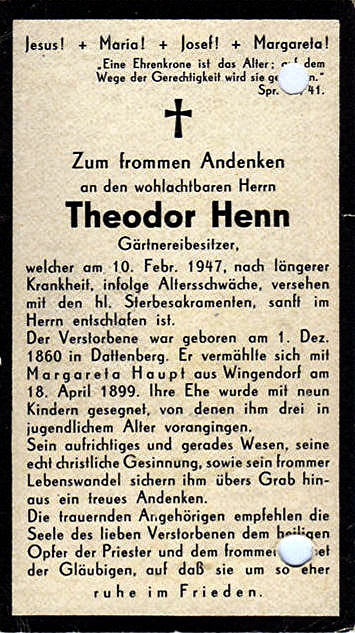 Jesus! + Maria! + Josef! + Margareta!
„Eine Ehrenkrone ist das Alter; auf dem
Wege der Gerechtigkeit wird sie
Spr. 41.
Zum frommen Andenken
an den wohlachtbaren Herrn
Theodor Henn
Gärtnereibesitzer,
welcher am 10. Febr. 1947, nach längerer
Krankheit, infolge Altersschwäche, versehen
mit den hl. Sterbesakramenten, sanft im
Herrn entschlafen ist.
Der Verstorbene war geboren am 1. Dez.
1860 in Dattenberg. Er vermählte sich mit
Margareta Haupt aus Wingendorf am
18. April 1899. Ihre Ehe wurde mit neun
Kindern gesegnet, von denen ihm drei in
jugendlichem Alter vorangingen.
Sein aufrichtiges und gerades Wesen, seine
echt christliche Gesinnung, sowie sein frommer
Lebenswandel sichern ihm übers Grab hin-
aus ein treues Andenken.
Die trauernden Angehörigen empfehlen die
Seele des lieben Verstorbenen dem heiligen
Opfer der Priester und dem frommen
der Gläubigen, auf daß sie um so eher
ruhe im Frieden.